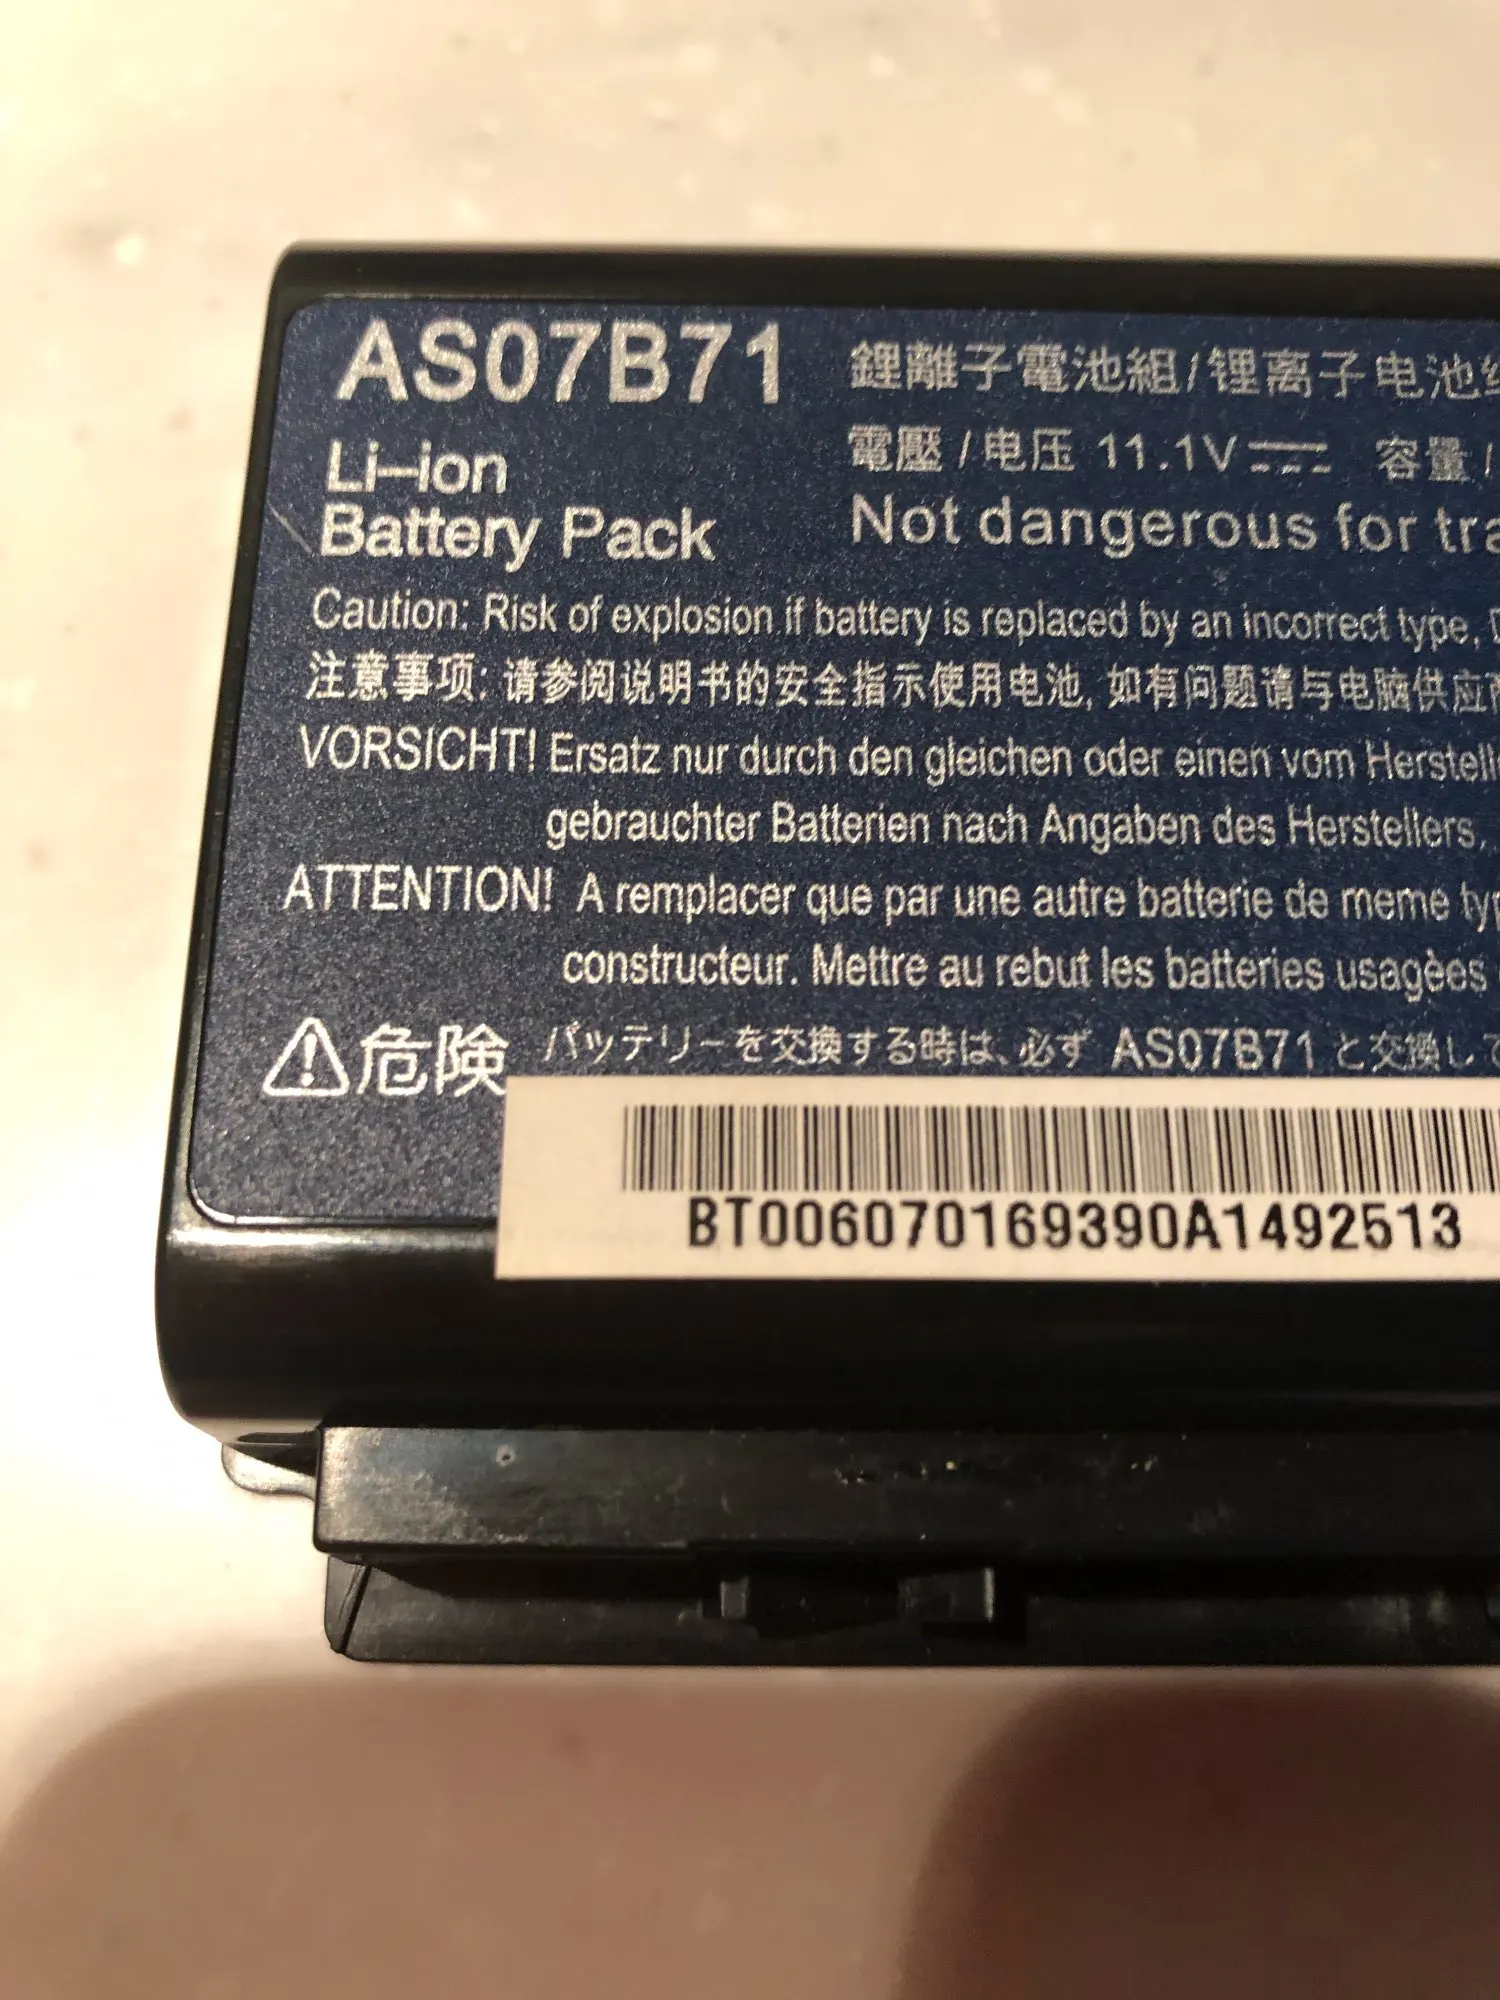 AS07B71
鋰離子電池組/锂离子电池
Li-ion
電壓/电压 11.1V 容量/
Battery Pack
Not dangerous for tra
Caution: Risk of explosion if battery is replaced by an incorrect type,
注意事项: 请参阅说明书的安全指示使用电池, 如有问题请与电脑供应商
VORSICHT! Ersatz nur durch den gleichen oder einen vom Herstelle
gebrauchter Batterien nach Angaben des Herstellers.
ATTENTION! A remplacer que par une autre batterie de meme typ
constructeur. Mettre au rebut les batteries usagèes
危険 バッテリーを交換する時は、必ず AS07B71 と交換して
BT006070169390A1492513